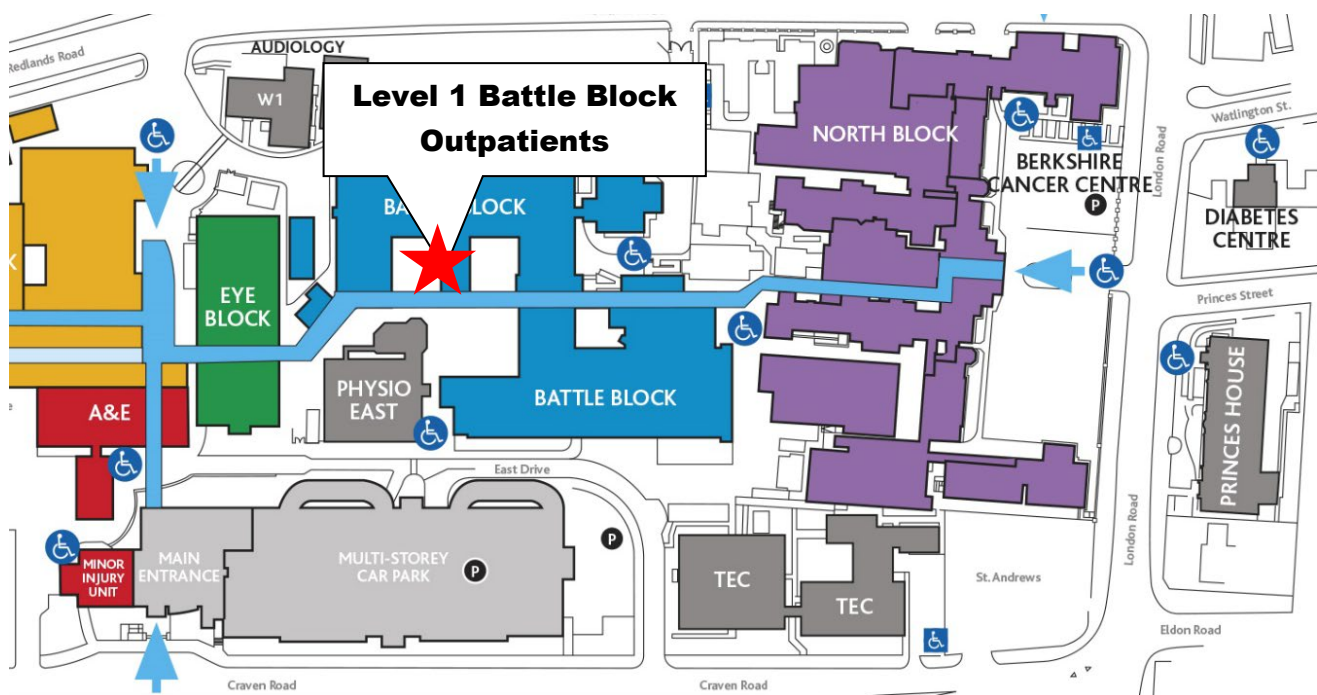 Redlands Road
AUDIOLOGY
W1
Level 1 Battle Block
Outpatients
NORTH BLOCK
BERKSHIRE
CANCER CENTRE
P
London Road
Watlington St.
DIABETES
CENTRE
BA
LOCK
K
EYE
BLOCK
Princes Street
PHYSIO
EAST
BATTLE BLOCK
A&E
PRINCES HOUSE
East Drive
MINOR
INJURY
UNIT
MAIN
ENTRANCE
MULTI-STOREY
CAR PARK
P
P
TEC
TEC
St. Andrews
London Road
Eldon Road
Craven Road
Craven Road